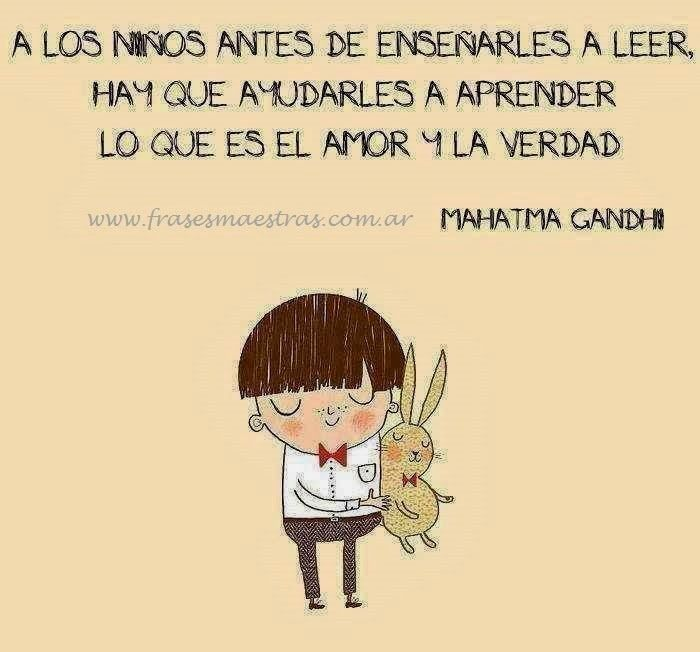 A LOS NIÑOS ANTES DE ENSEÑARLES A LEER,
HAY QUE AYUDARLES A APRENDER
LO QUE ES EL AMOR Y LA VERDAD
www.frasesmaestras.com.ar MAHATMA GANDHI